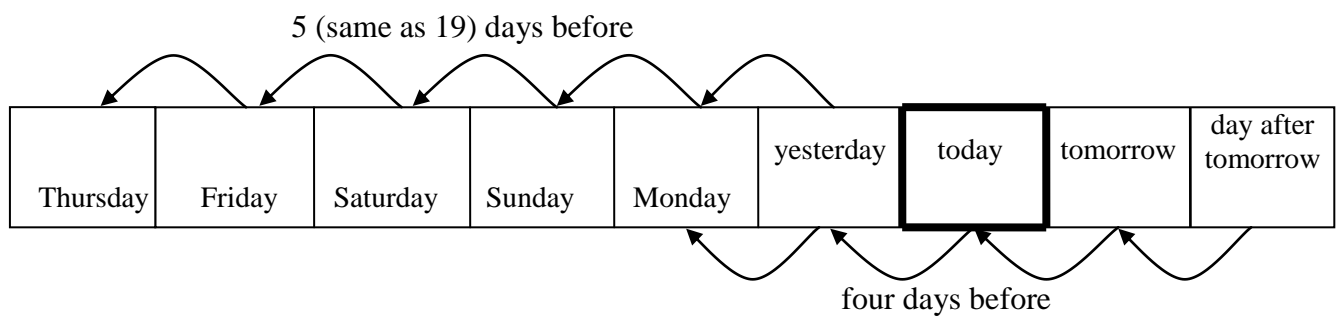 5 (same as 19) days before
yesterday today tomorrow day after
tomorrow
Thursday Friday Saturday Sunday Monday
four days before